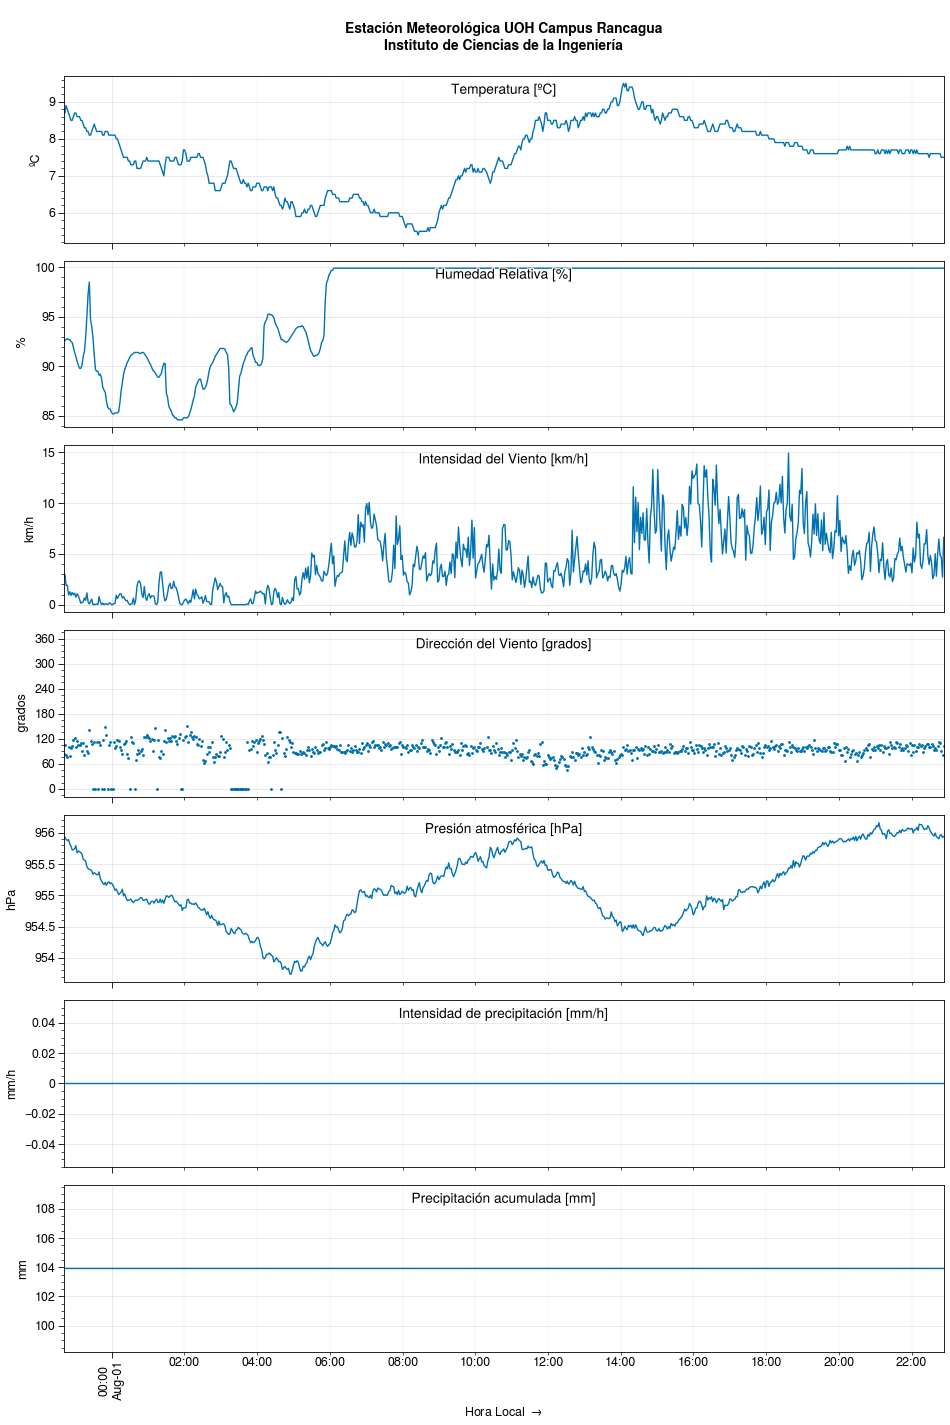 Estación Meteorológica UOH Campus Rancagua
Instituto de Ciencias de la Ingeniería
Temperatura [ºC]
ºC
9
8
7
6
Humedad Relativa [%]
%
100
95
90
85
Intensidad del Viento [km/h]
km/h
15
10
5
0
Dirección del Viento [grados]
grados
360
300
240
180
120
60
0
Presión atmosférica [hPa]
hPa
956
955.5
955
954.5
954
Intensidad de precipitación [mm/h]
mm/h
0.04
0.02
0
−0.02
−0.04
Precipitación acumulada [mm]
mm
108
106
104
102
100
00:00
Aug-01
02:00
04:00
06:00
08:00
10:00
12:00
14:00
16:00
18:00
20:00
22:00
Hora Local →